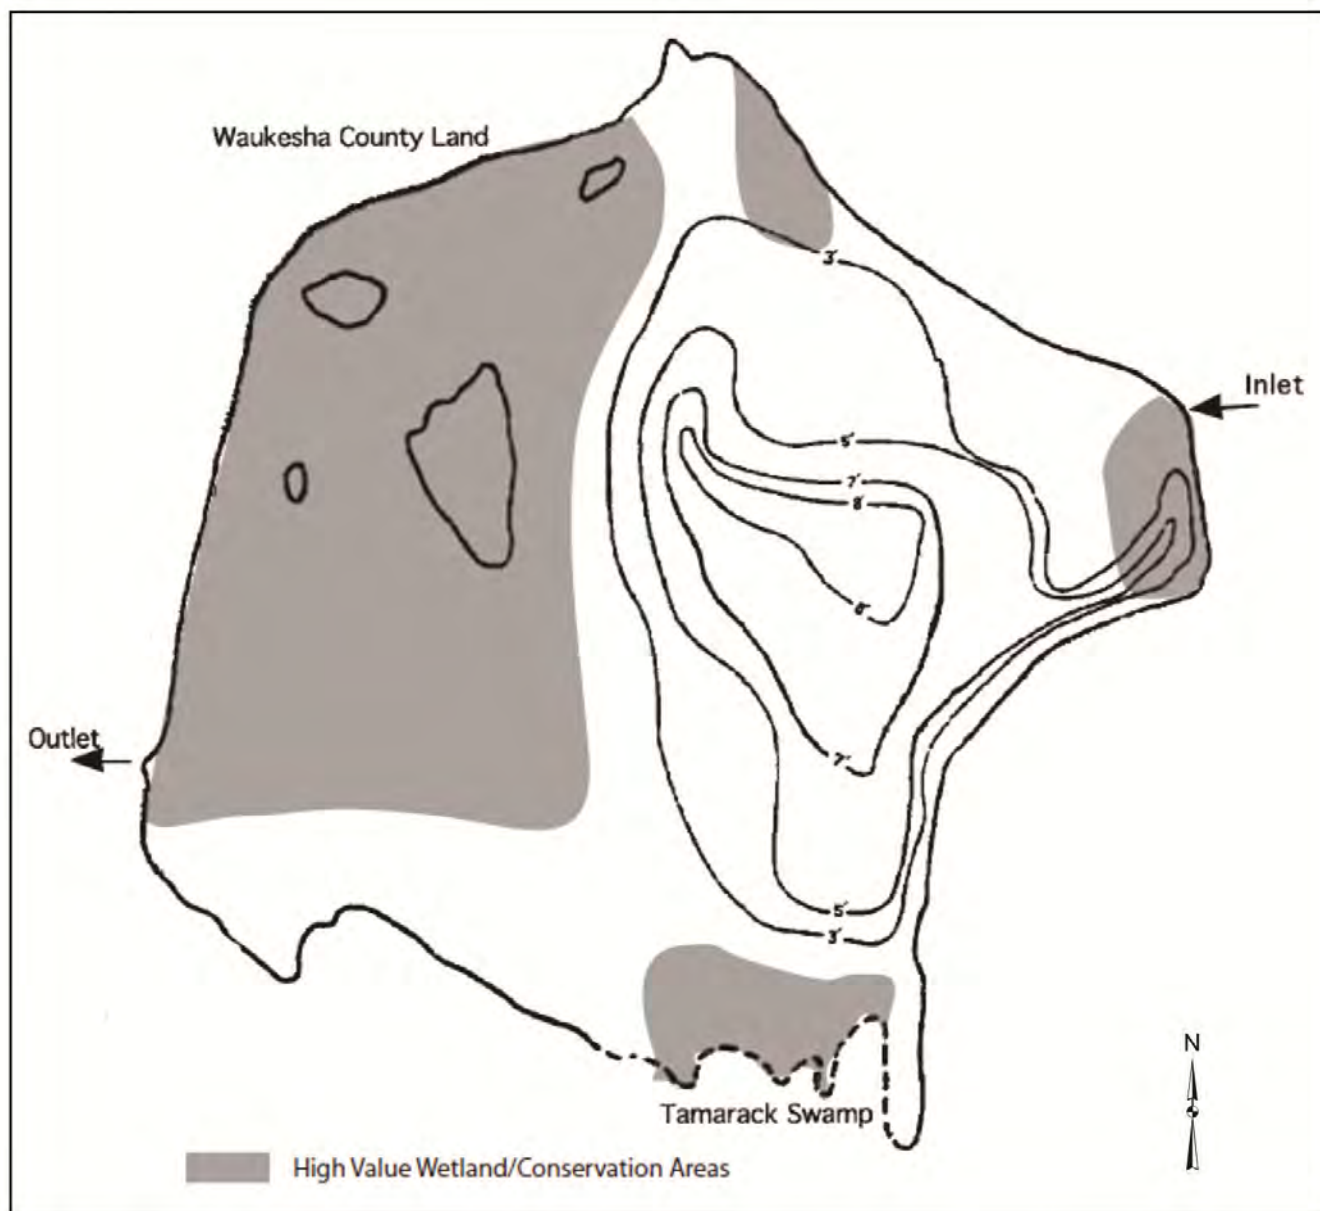 Waukesha County Land
3'
Inlet
5'
7'
8'
8'
Outlet
7'
5'
3'
N
Tamarack Swamp
High Value Wetland/Conservation Areas